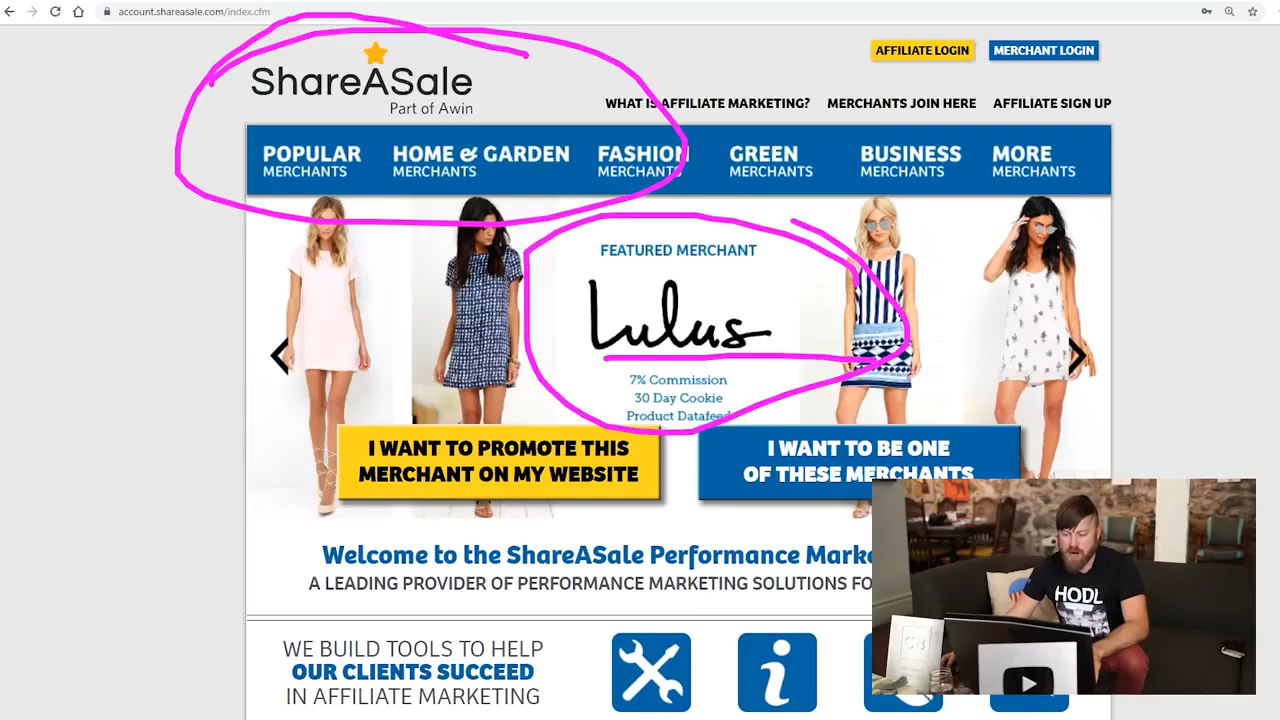 account.shareasale.com/index.cfm
AFFILIATE LOGIN
MERCHANT LOGIN
ShareASale
Part of Awin
WHAT IS AFFILIATE MARKETING?
MERCHANTS JOIN HERE
AFFILIATE SIGN UP
POPULAR
MERCHANTS
HOME & GARDEN
MERCHANTS
FASHION
MERCHANTS
GREEN
MERCHANTS
BUSINESS
MERCHANTS
MORE
MERCHANTS
FEATURED MERCHANT
Lulus
7% Commission
30 Day Cookie
Product Datafeed
I WANT TO PROMOTE THIS
MERCHANT ON MY WEBSITE
I WANT TO BE ONE
OF THESE MERCHANTS
Welcome to the ShareASale Performance Marke
A LEADING PROVIDER OF PERFORMANCE MARKETING SOLUTIONS FO
WE BUILD TOOLS TO HELP
OUR CLIENTS SUCCEED
IN AFFILIATE MARKETING
HODL
CB